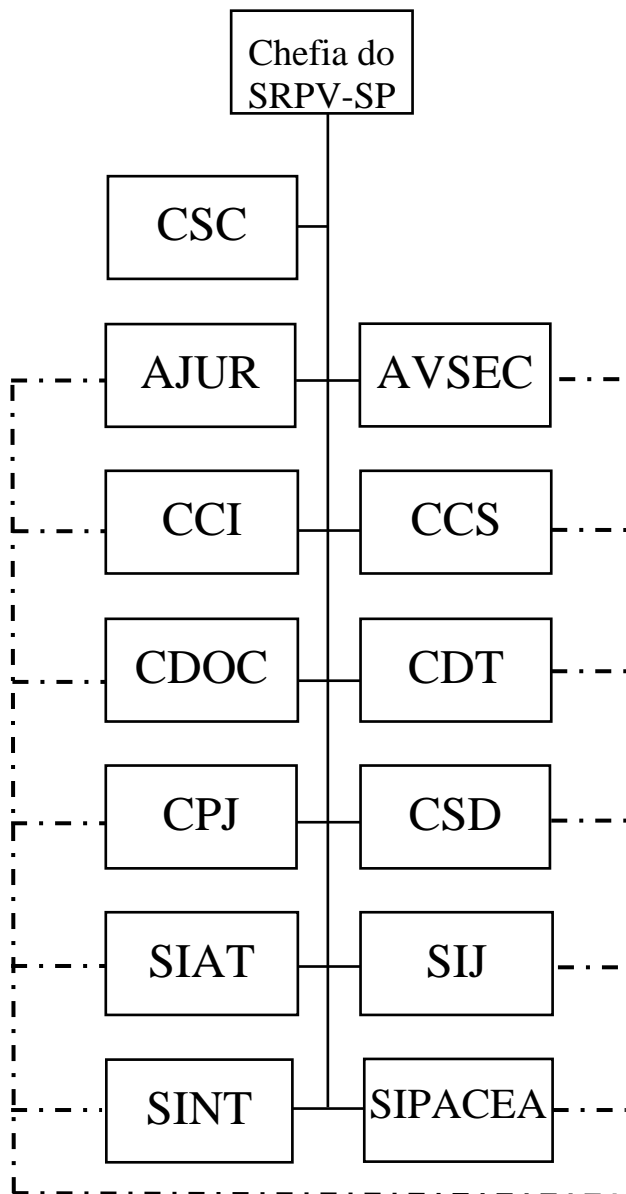 Chefia do
SRPV-SP
CSC
AJUR
AVSEC
CCI
CCS
CDOC
CDT
CPJ
CSD
SIAT
SIJ
SINT
SIPACEA